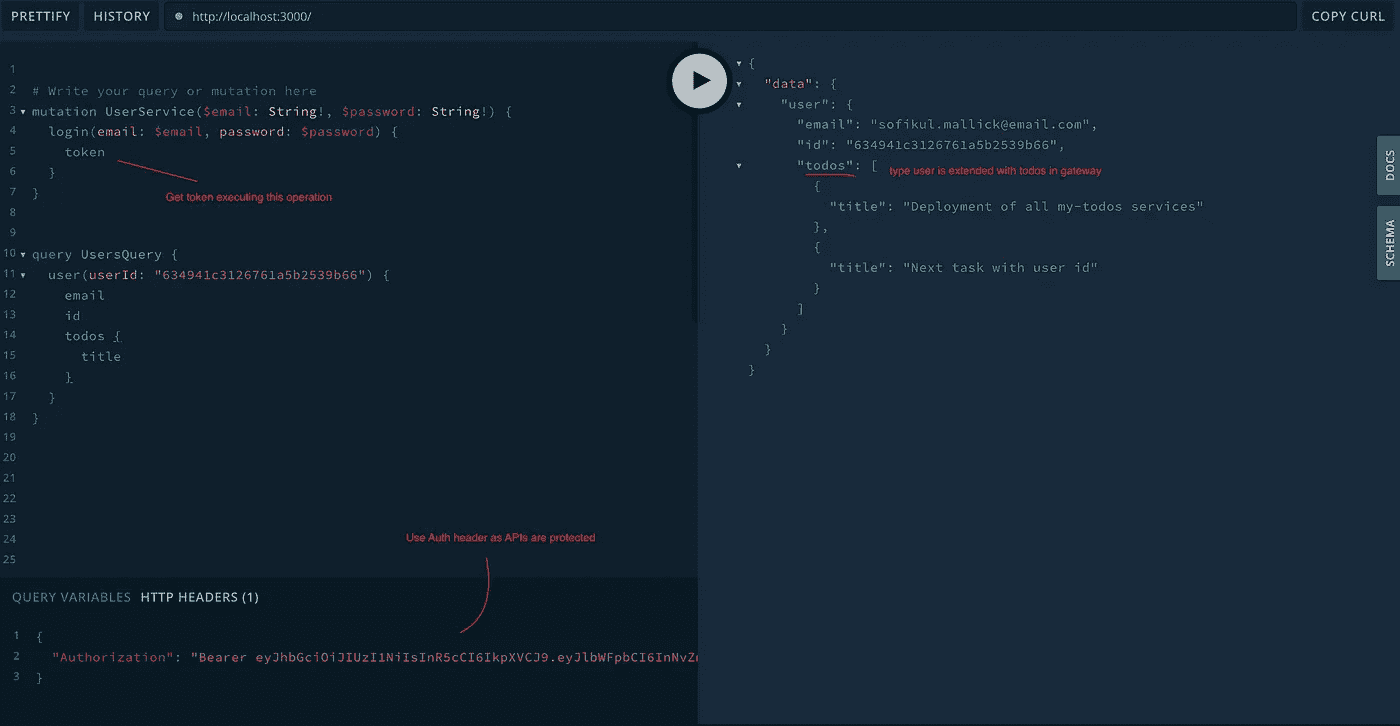 PRETTIFY HISTORY http://localhost:3000/ COPY CURL
1
2 # Write your query or mutation here
3 mutation UserService($email: String!, $password: String!) {
4 login(email: $email, password: $password) {
5 token
6 }
Get token executing this operation
7 }
8
9
10 query UsersQuery {
11 user(userId: "634941c3126761a5b2539b66") {
12 email
13 id
14 todos {
15 title
16 }
17 }
18 }
19
20
21
22
23
24
Use Auth header as APIs are protected
25
QUERY VARIABLES HTTP HEADERS (1)
1 {
2 "Authorization": "Bearer eyJhbGciOiJIUzI1NiIsInR5cCI6IkpXVCJ9.eyJlbWFpbCI6InNvZ
3 }
{
"data": {
"user": {
"email": "sofikul.mallick@email.com",
"id": "634941c3126761a5b2539b66",
"todos": [ type user is extended with todos in gateway
{
"title": "Deployment of all my-todos services"
},
{
"title": "Next task with user id"
}
]
}
}
}
DOCS
SCHEMA